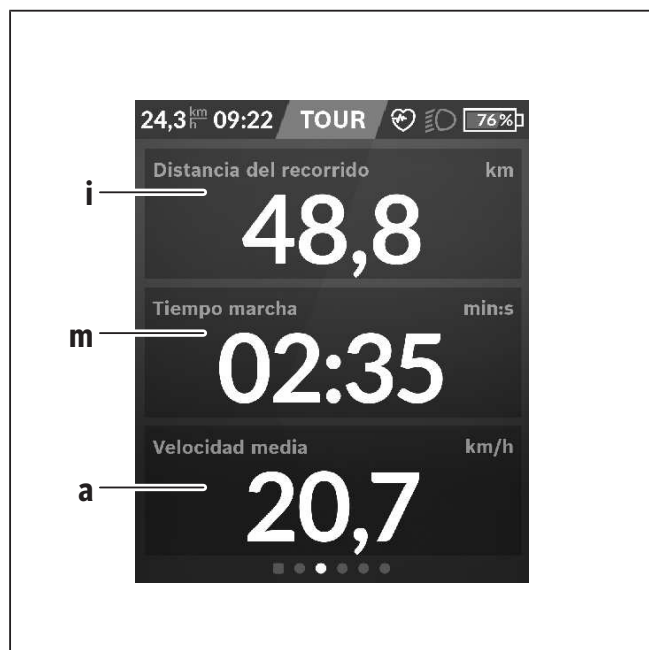 24,3 km/h 09:22 TOUR 76%
Distancia del recorrido km
i
48,8
Tiempo marcha min:s
m
02:35
Velocidad media km/h
a
20,7